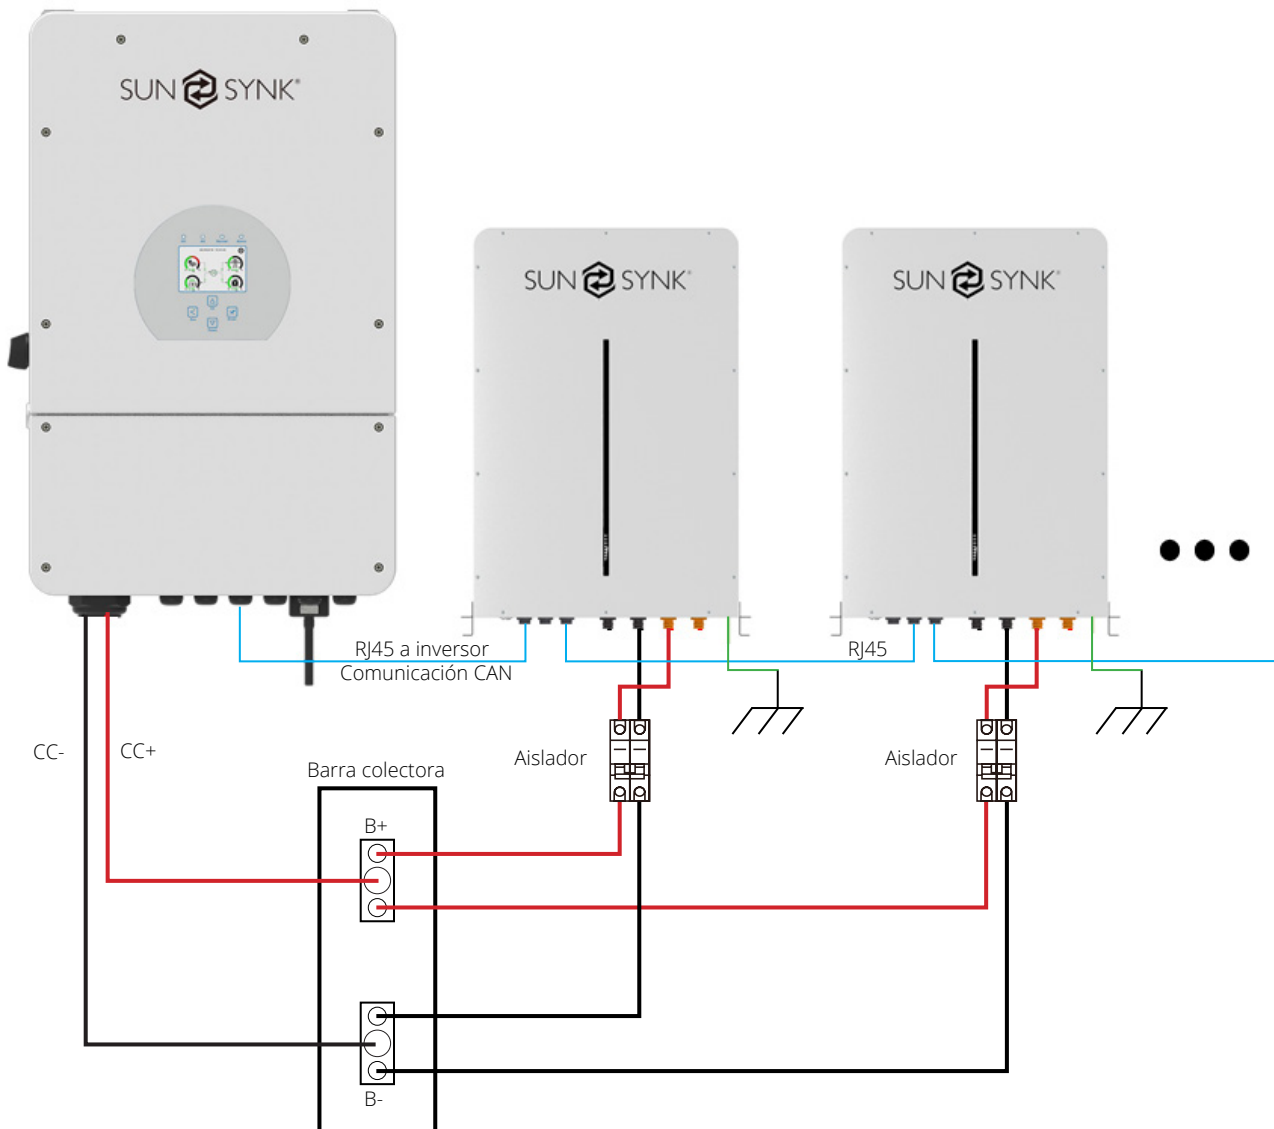 SUN SYNK®
SUN SYNK®
SUN SYNK®
RJ45 a inversor
Comunicación CAN
RJ45
CC-
CC+
Aislador
Aislador
Barra colectora
B+
B-